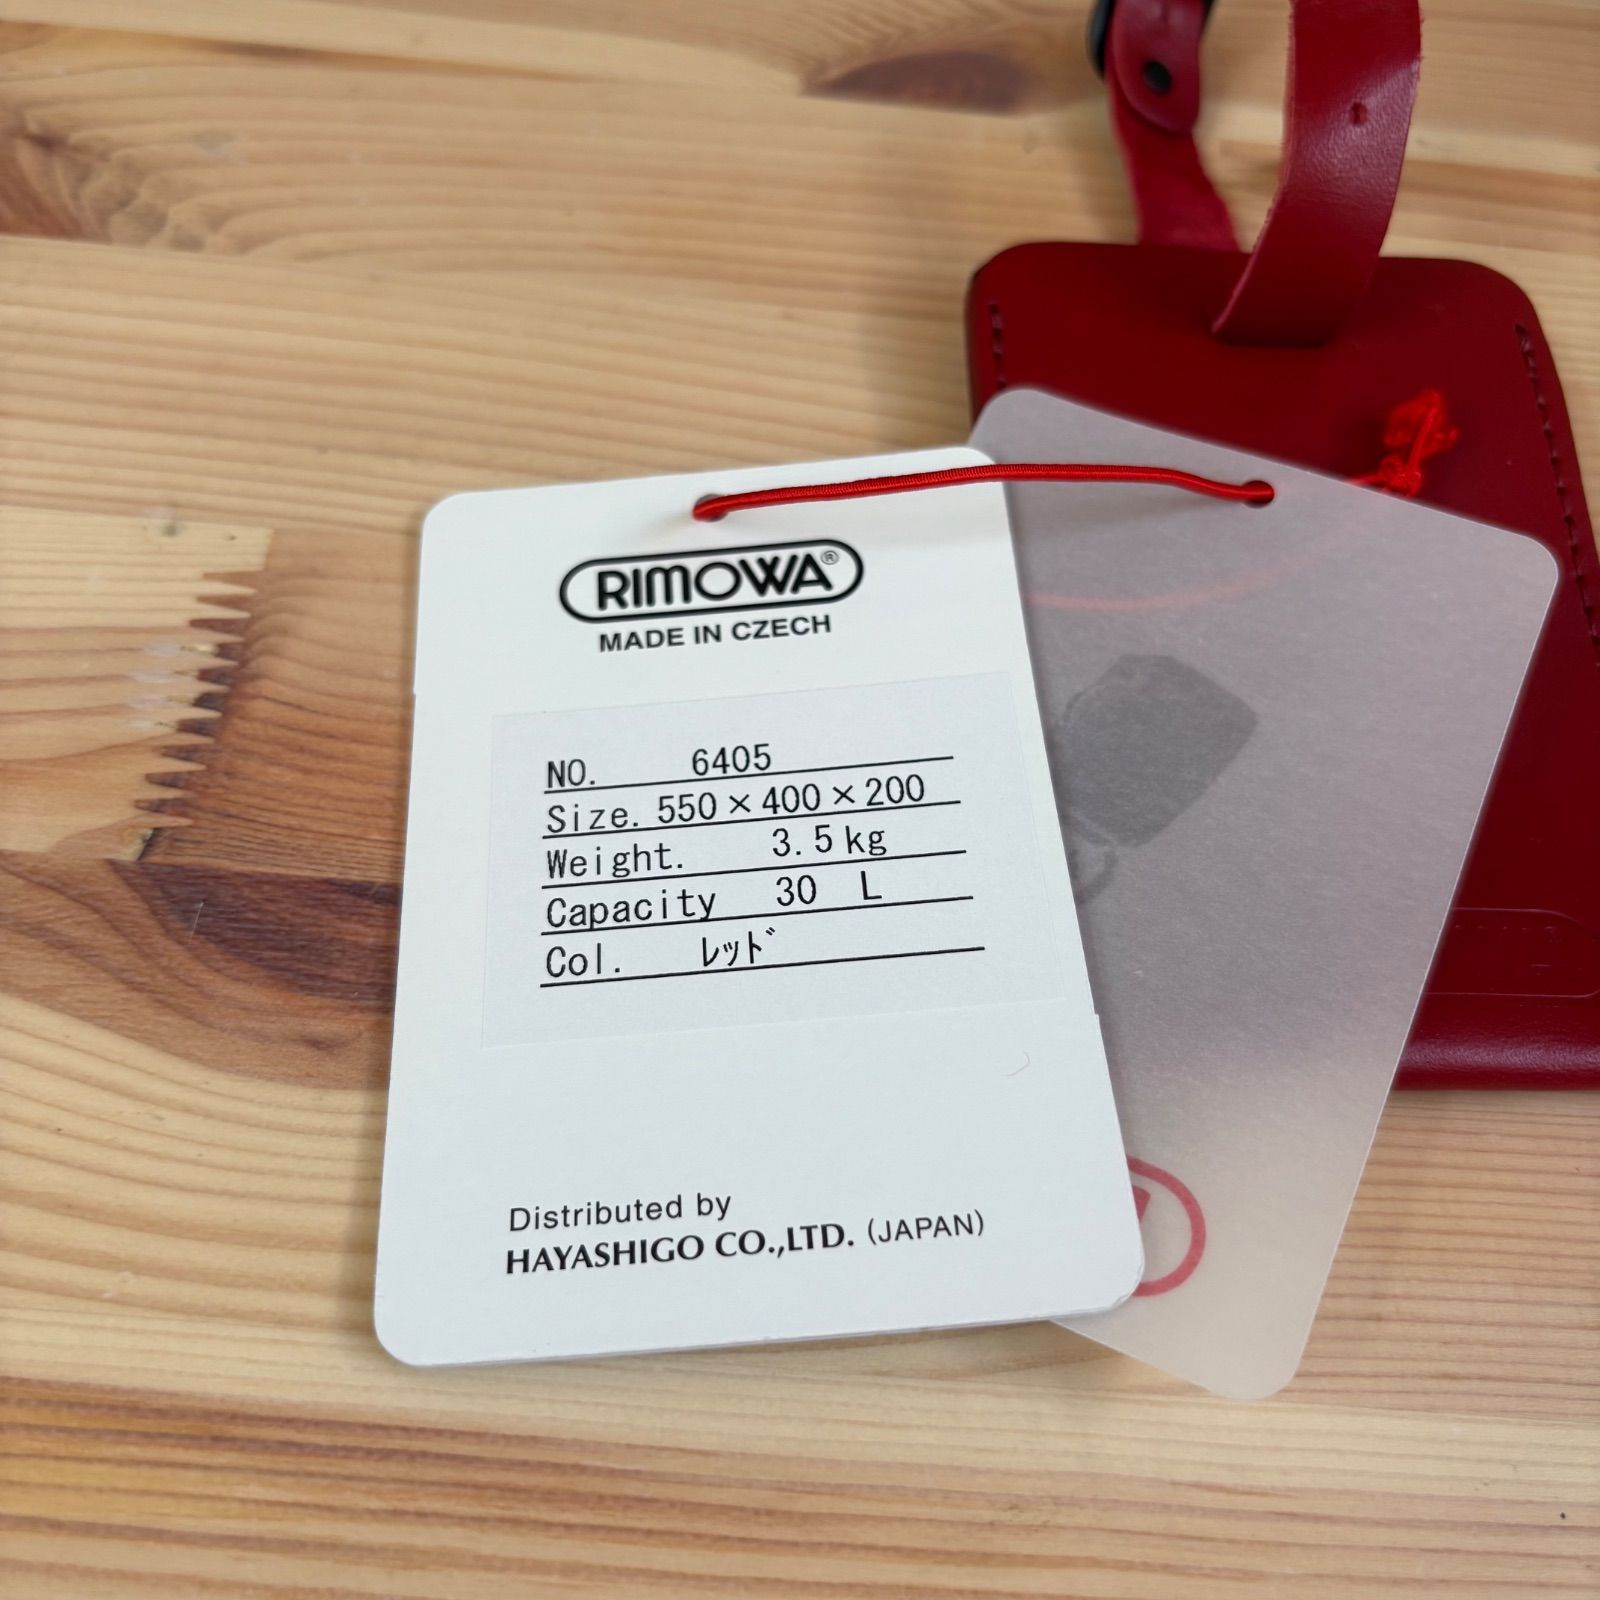 RIMOWA®
MADE IN CZECH
NO. 6405
Size. 550×400×200
Weight. 3.5kg
Capacity 30 L
Col. ﾚｯﾄﾞ
Distributed by
HAYASHIGO CO.,LTD. (JAPAN)